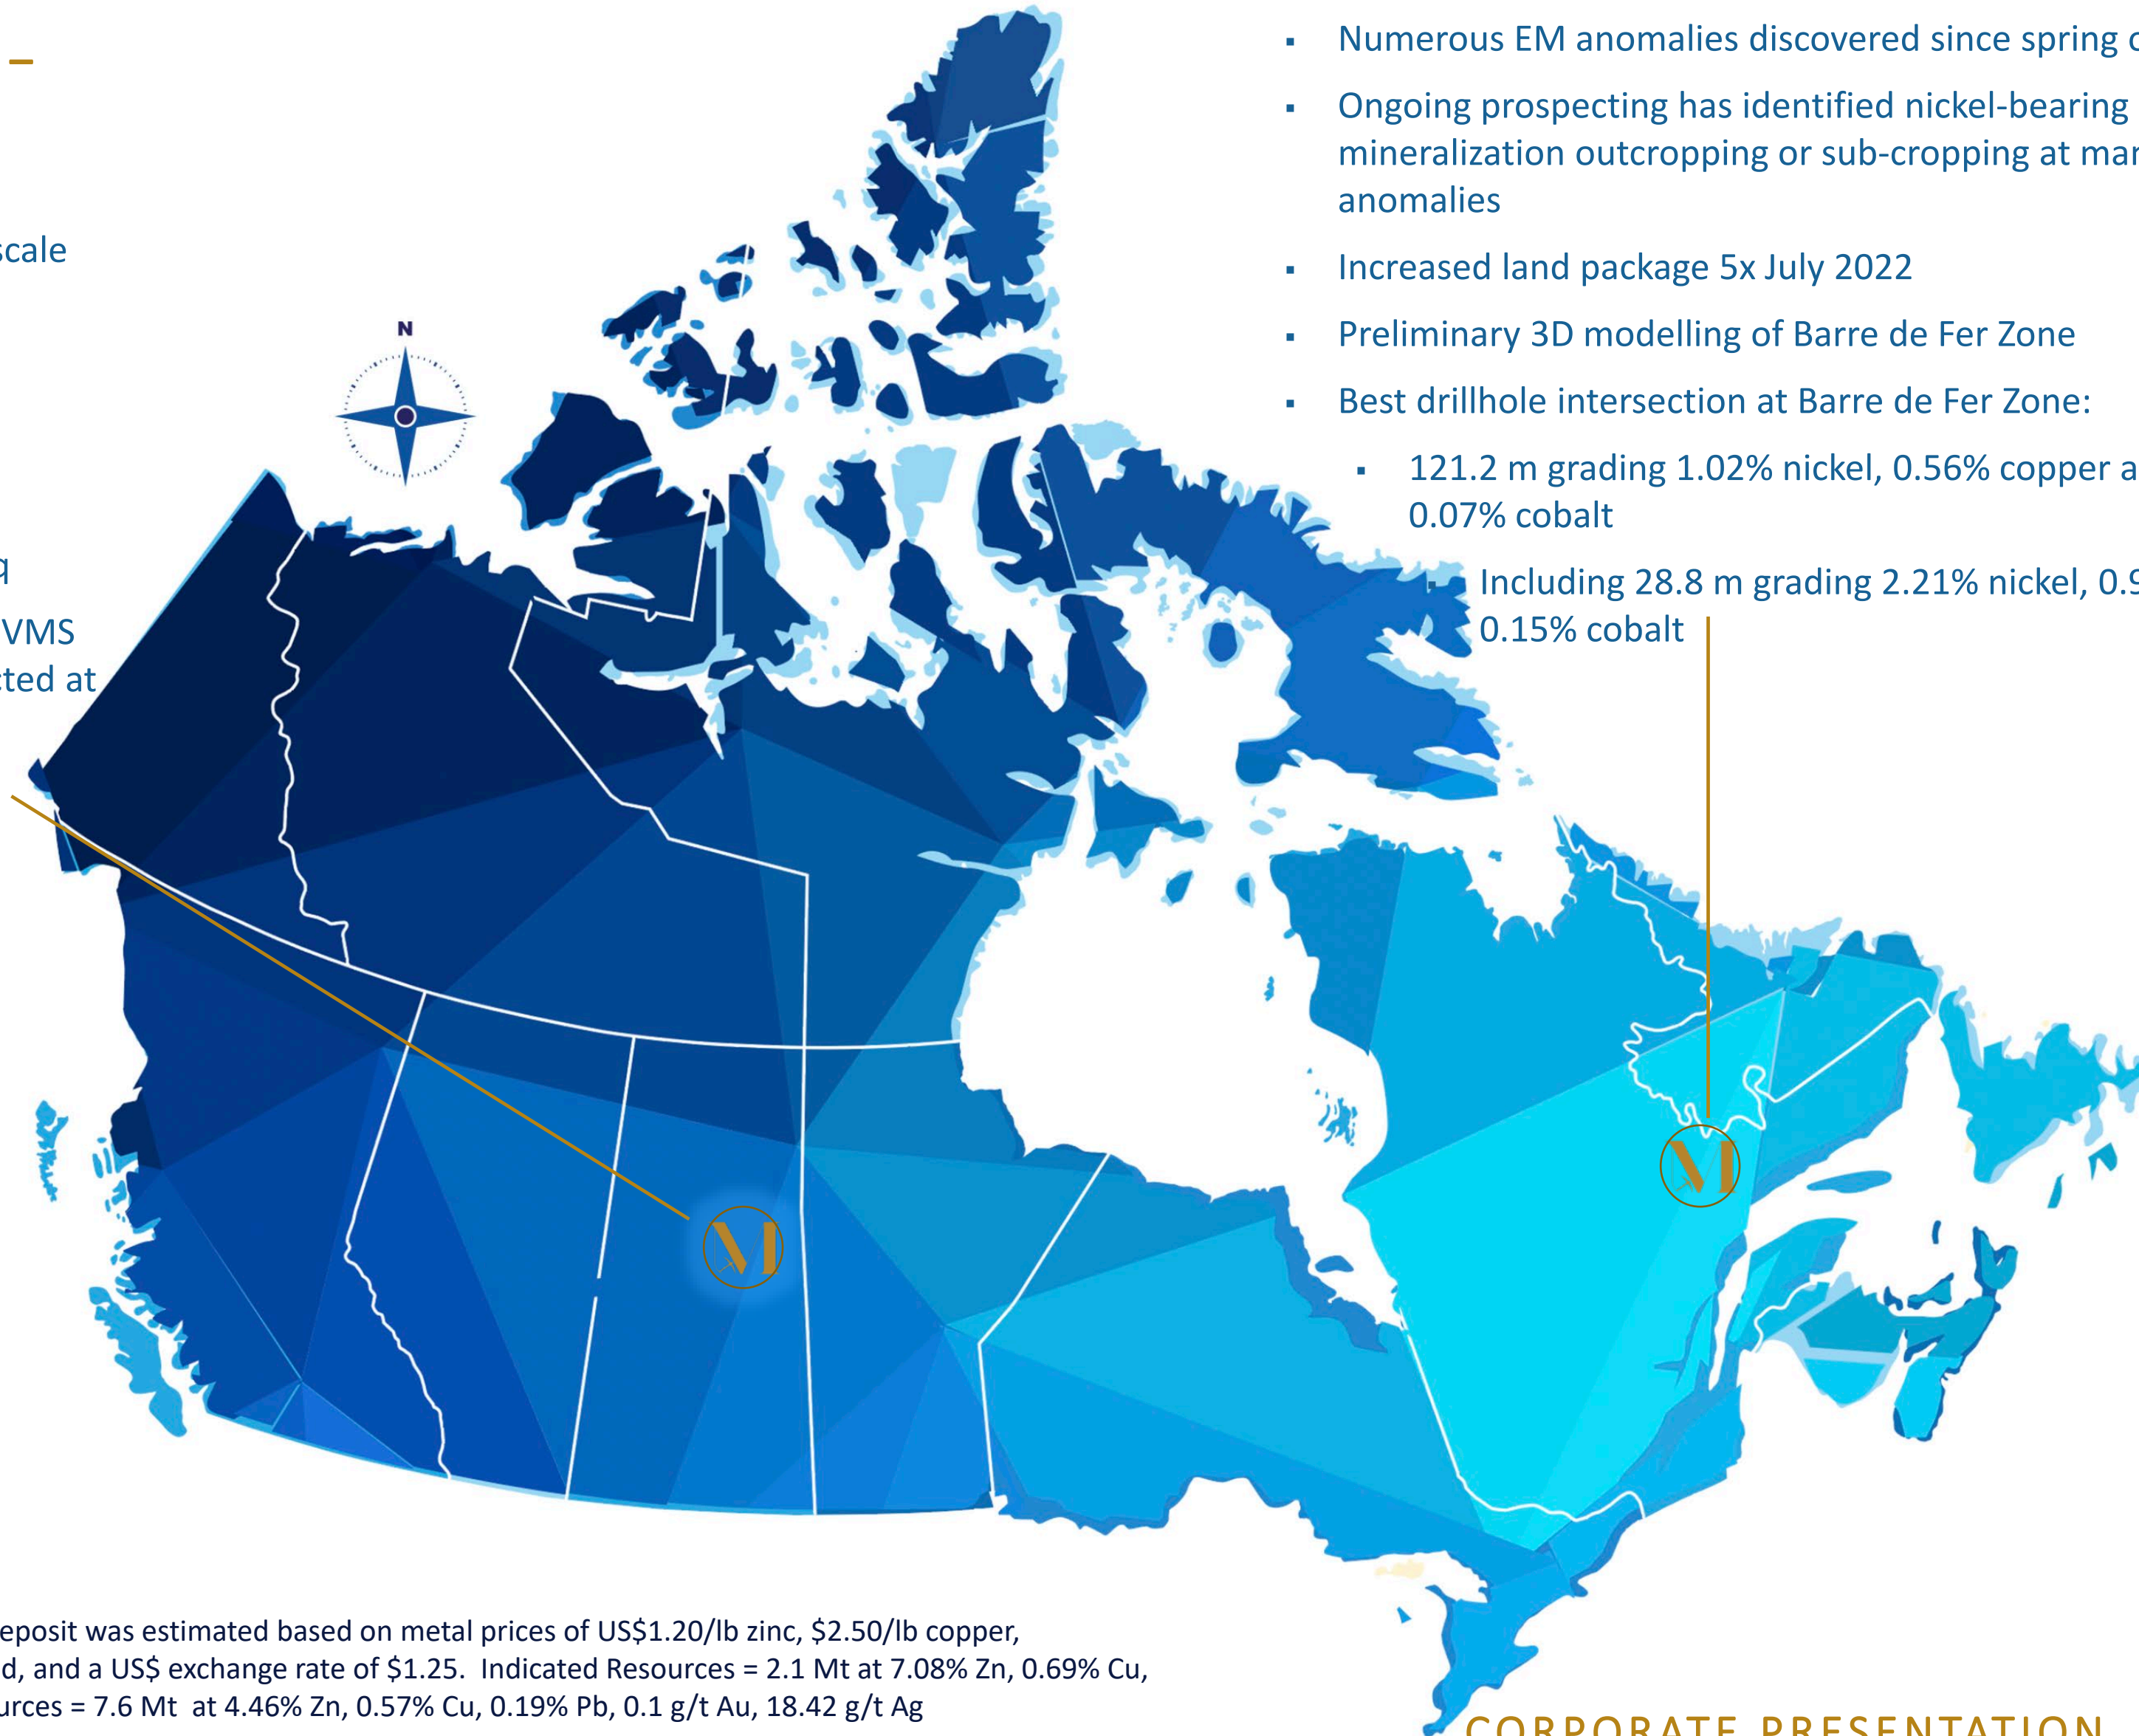 –
scale
q
VMS
cted at
N
▪ Numerous EM anomalies discovered since spring
▪ Ongoing prospecting has identified nickel-bearing
mineralization outcropping or sub-cropping at
anomalies
▪ Increased land package 5x July 2022
▪ Preliminary 3D modelling of Barre de Fer Zone
▪ Best drillhole intersection at Barre de Fer Zone:
▪ 121.2 m grading 1.02% nickel, 0.56% copper a
0.07% cobalt
▪ Including 28.8 m grading 2.21% nickel, 0.9
0.15% cobalt
M
M
eposit was estimated based on metal prices of US$1.20/lb zinc, $2.50/lb copper,
d, and a US$ exchange rate of $1.25. Indicated Resources = 2.1 Mt at 7.08% Zn, 0.69% Cu,
urces = 7.6 Mt at 4.46% Zn, 0.57% Cu, 0.19% Pb, 0.1 g/t Au, 18.42 g/t Ag
CORPORATE PRESENTATION